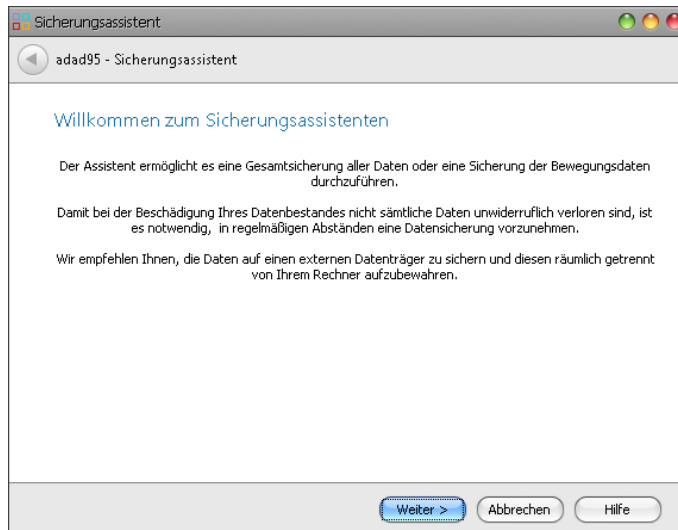 Sicherungsassistent
adad95 - Sicherungsassistent
Willkommen zum Sicherungsassistenten
Der Assistent ermöglicht es eine Gesamtsicherung aller Daten oder eine Sicherung der Bewegungsdaten
durchzuführen.
Damit bei der Beschädigung Ihres Datenbestandes nicht sämtliche Daten unwiderruflich verloren sind, ist
es notwendig, in regelmäßigen Abständen eine Datensicherung vorzunehmen.
Wir empfehlen Ihnen, die Daten auf einen externen Datenträger zu sichern und diesen räumlich getrennt
von Ihrem Rechner aufzubewahren.
Weiter > Abbrechen Hilfe